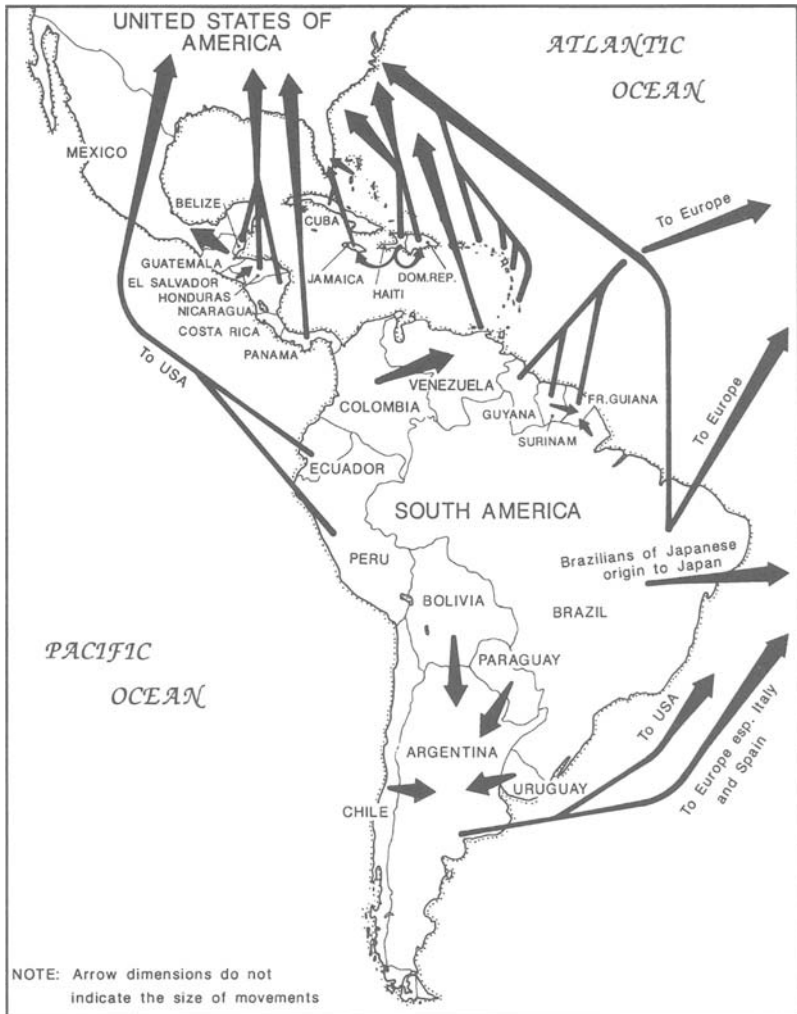 UNITED STATES OF
AMERICA
ATLANTIC
OCEAN
MEXICO
BELIZE
CUBA
To Europe
GUATEMALA
EL SALVADOR
HONDURAS
NICARAGUA
COSTA RICA
PANAMA
JAMAICA
HAITI
DOM.REP.
To USA
VENEZUELA
COLOMBIA
GUYANA
FR.GUIANA
SURINAM
To Europe
ECUADOR
SOUTH AMERICA
PERU
Brazilians of Japanese
origin to Japan
BOLIVIA
BRAZIL
PACIFIC
OCEAN
PARAGUAY
To USA
ARGENTINA
To Europe esp. Italy
and Spain
URUGUAY
CHILE
NOTE: Arrow dimensions do not
indicate the size of movements